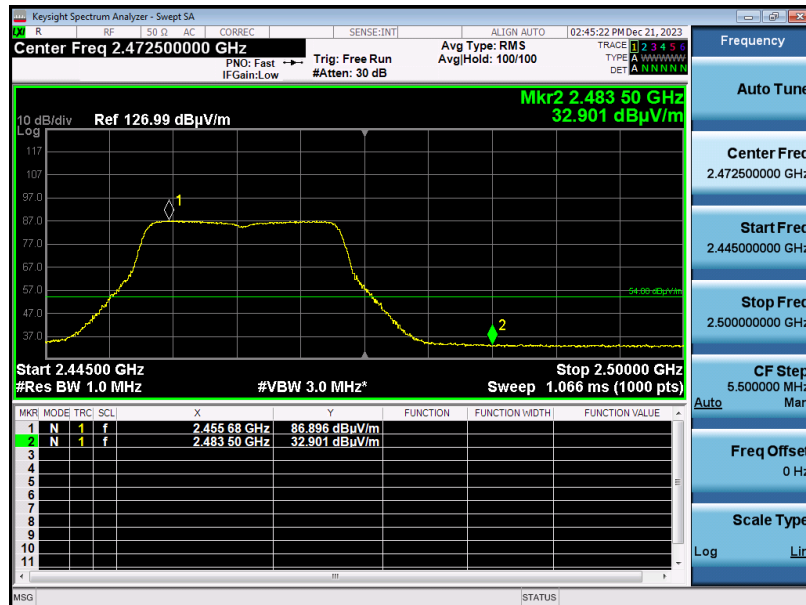 Keysight Spectrum Analyzer - Swept SA
LXI R RF 50 Ω AC CORREC SENSE:INT ALIGN AUTO 02:45:22 PM Dec 21, 2023
Center Freq 2.472500000 GHz
PNO: Fast
IFGain:Low
Trig: Free Run
#Atten: 30 dB
Avg Type: RMS
Avg|Hold: 100/100
TRACE 1 2 3 4 5 6
TYPE A WWWWW
DET A N N N N N
Mkr2 2.483 50 GHz
32.901 dBµV/m
10 dB/div Ref 126.99 dBµV/m
Log
117
107
97.0
87.0
77.0
67.0
57.0
47.0
37.0
1
2
54.00 dBµV/m
Start 2.44500 GHz Stop 2.50000 GHz
#Res BW 1.0 MHz #VBW 3.0 MHz* Sweep 1.066 ms (1000 pts)
MKR MODE TRC SCL X Y FUNCTION FUNCTION WIDTH FUNCTION VALUE
1 N 1 f 2.455 68 GHz 86.896 dBµV/m
2 N 1 f 2.483 50 GHz 32.901 dBµV/m
3
4
5
6
7
8
9
10
11
MSG STATUS
Frequency
Auto Tune
Center Freq
2.472500000 GHz
Start Freq
2.445000000 GHz
Stop Freq
2.500000000 GHz
CF Step
5.500000 MHz
Auto Man
Freq Offset
0 Hz
Scale Type
Log Lin